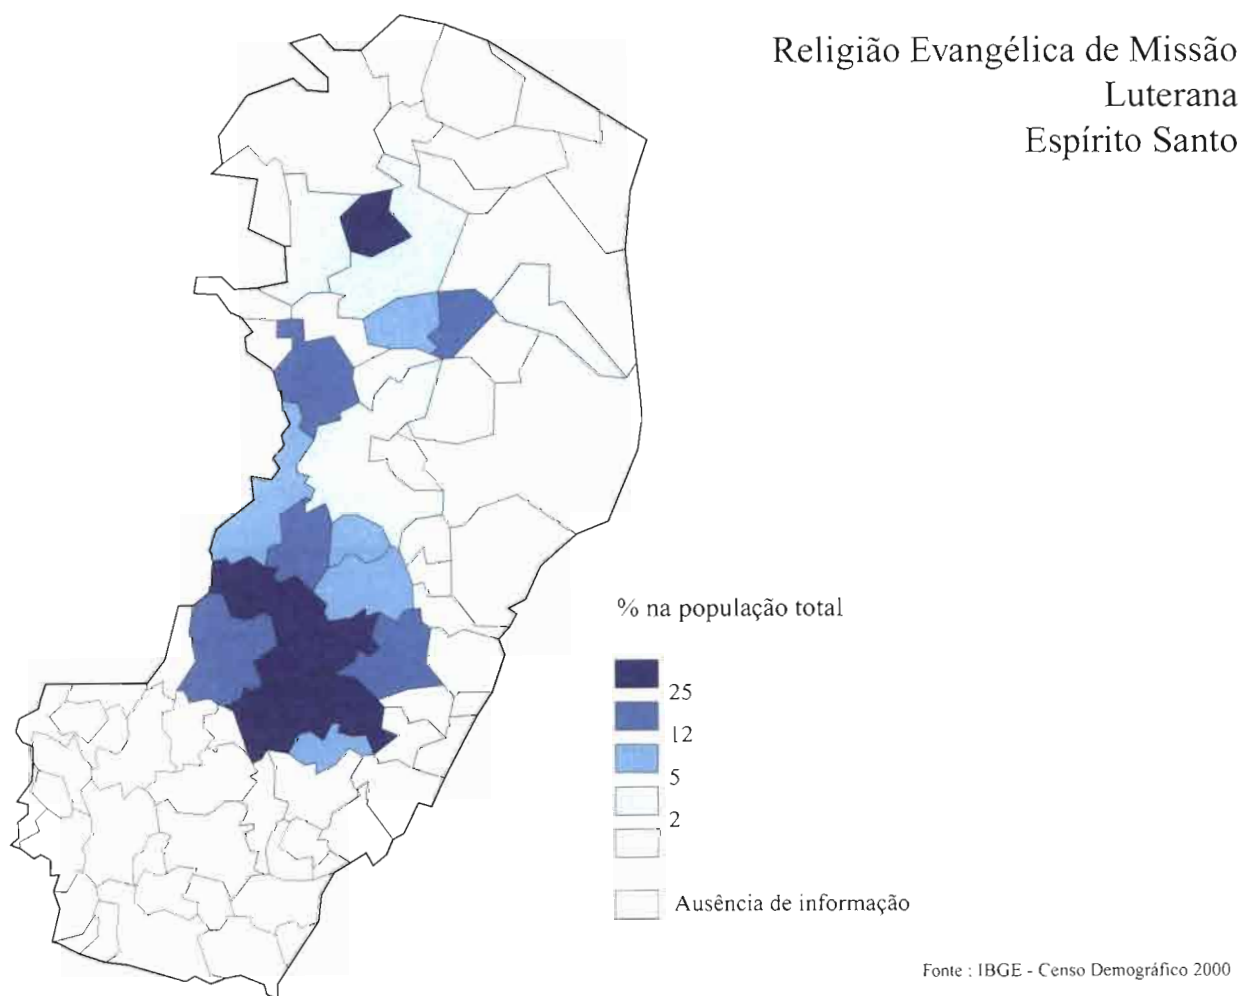 Religião Evangélica de Missão
Luterana
Espírito Santo
% na população total
25
12
5
2
Ausência de informação
Fonte : IBGE - Censo Demográfico 2000